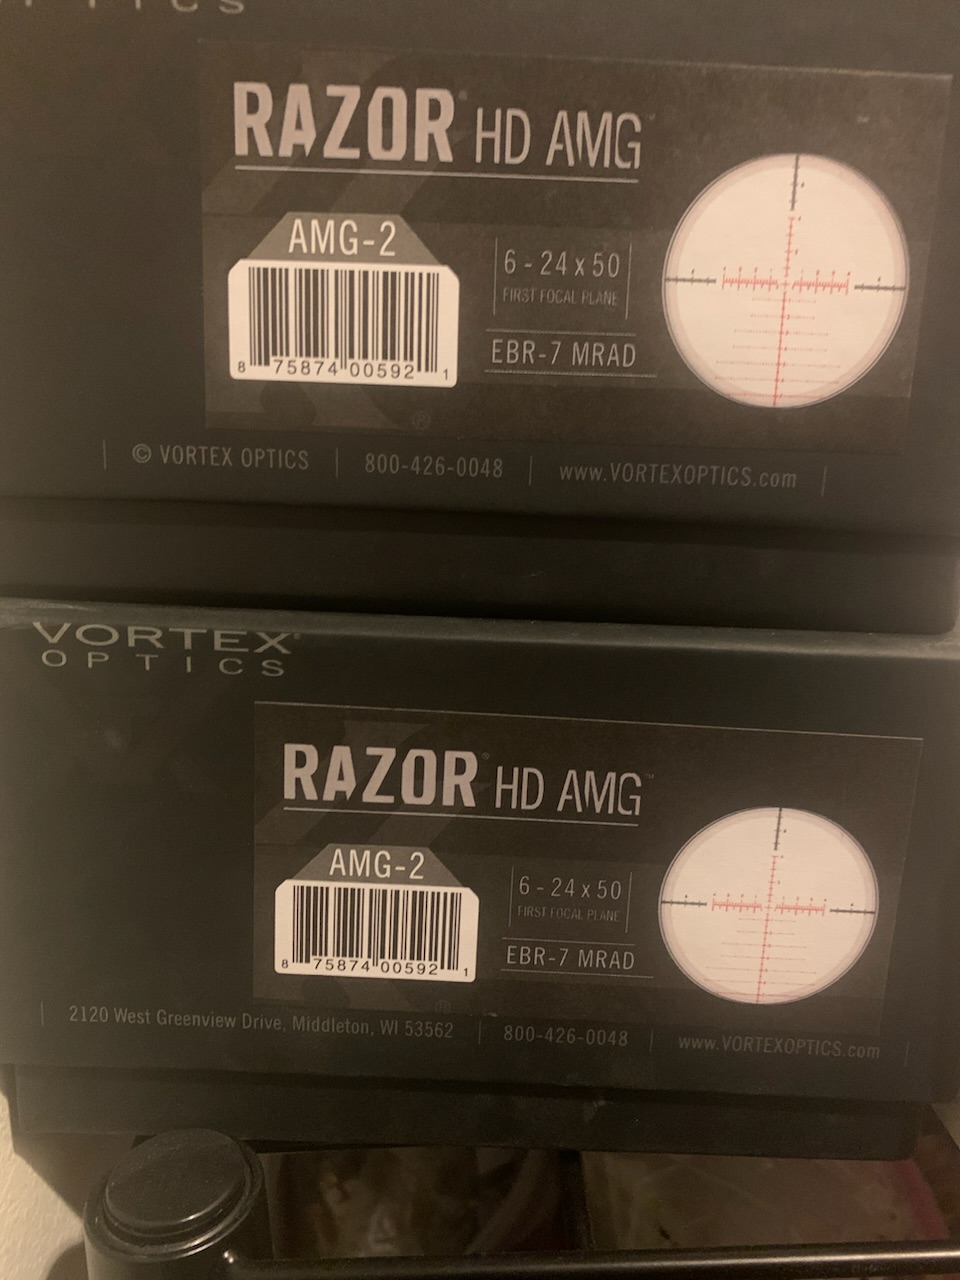 OPTICS
RAZOR® HD AMG™
AMG-2
8 75874 00592 1
6 - 24 x 50
FIRST FOCAL PLANE
EBR-7 MRAD
®
© VORTEX OPTICS | 800-426-0048 | www.VORTEXOPTICS.com
VORTEX®
OPTICS
RAZOR® HD AMG™
AMG-2
8 75874 00592 1
6 - 24 x 50
FIRST FOCAL PLANE
EBR-7 MRAD
®
2120 West Greenview Drive, Middleton, WI 53562 | 800-426-0048 | www.VORTEXOPTICS.com